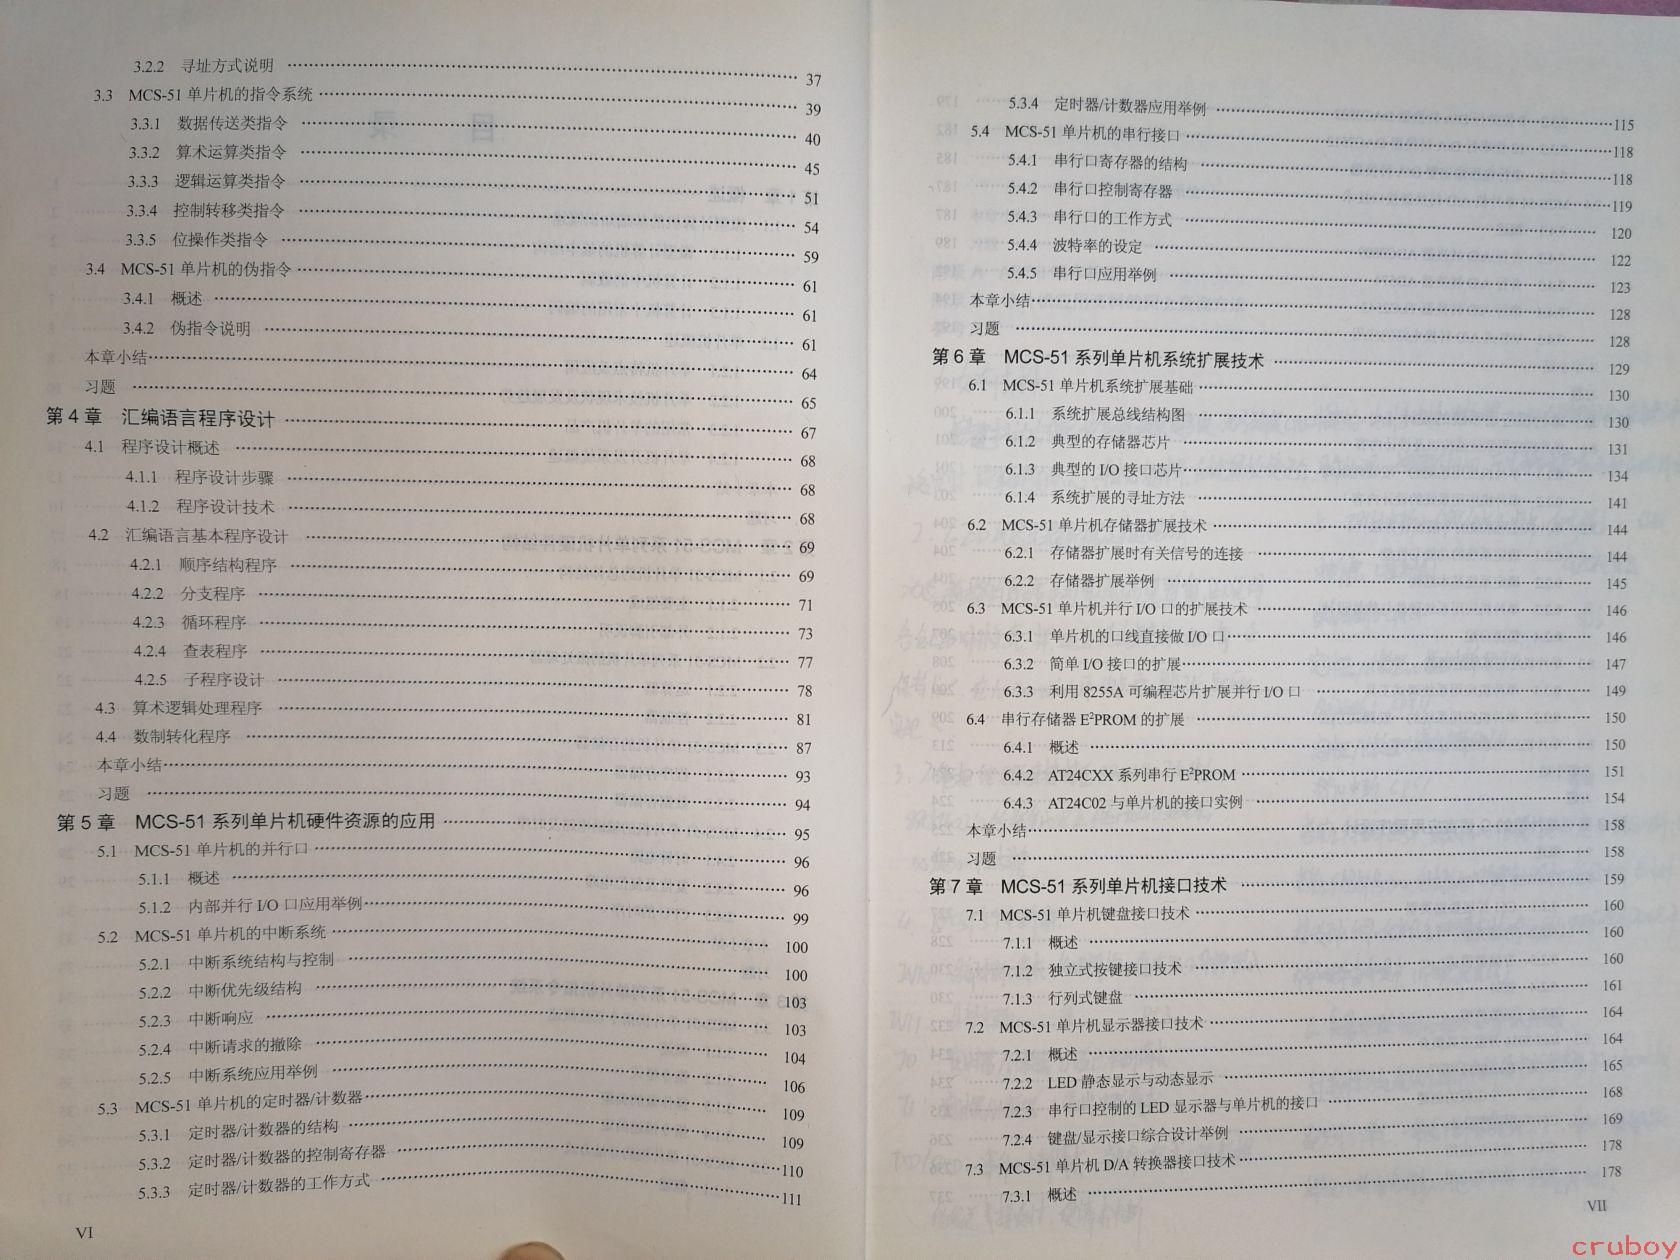 3.2.2 寻址方式说明 …… 37
3.3 MCS-51 单片机的指令系统 …… 39
3.3.1 数据传送类指令 …… 40
3.3.2 算术运算类指令 …… 45
3.3.3 逻辑运算类指令 …… 51
3.3.4 控制转移类指令 …… 54
3.3.5 位操作类指令 …… 59
3.4 MCS-51 单片机的伪指令 …… 61
3.4.1 概述 …… 61
3.4.2 伪指令说明 …… 61
本章小结 …… 64
习题 …… 65
第 4 章 汇编语言程序设计 …… 67
4.1 程序设计概述 …… 68
4.1.1 程序设计步骤 …… 68
4.1.2 程序设计技术 …… 68
4.2 汇编语言基本程序设计 …… 69
4.2.1 顺序结构程序 …… 69
4.2.2 分支程序 …… 71
4.2.3 循环程序 …… 73
4.2.4 查表程序 …… 77
4.2.5 子程序设计 …… 78
4.3 算术逻辑处理程序 …… 81
4.4 数制转化程序 …… 87
本章小结 …… 93
习题 …… 94
第 5 章 MCS-51 系列单片机硬件资源的应用 …… 95
5.1 MCS-51 单片机的并行口 …… 96
5.1.1 概述 …… 96
5.1.2 内部并行 I/O 口应用举例 …… 99
5.2 MCS-51 单片机的中断系统 …… 100
5.2.1 中断系统结构与控制 …… 100
5.2.2 中断优先级结构 …… 103
5.2.3 中断响应 …… 103
5.2.4 中断请求的撤除 …… 104
5.2.5 中断系统应用举例 …… 106
5.3 MCS-51 单片机的定时器/计数器 …… 109
5.3.1 定时器/计数器的结构 …… 109
5.3.2 定时器/计数器的控制寄存器 …… 110
5.3.3 定时器/计数器的工作方式 …… 111
VI
5.3.4 定时器/计数器应用举例 …… 115
5.4 MCS-51 单片机的串行接口 …… 118
5.4.1 串行口寄存器的结构 …… 118
5.4.2 串行口控制寄存器 …… 119
5.4.3 串行口的工作方式 …… 120
5.4.4 波特率的设定 …… 122
5.4.5 串行口应用举例 …… 123
本章小结 …… 128
习题 …… 128
第 6 章 MCS-51 系列单片机系统扩展技术 …… 129
6.1 MCS-51 单片机系统扩展基础 …… 130
6.1.1 系统扩展总线结构图 …… 130
6.1.2 典型的存储器芯片 …… 131
6.1.3 典型的 I/O 接口芯片 …… 134
6.1.4 系统扩展的寻址方法 …… 141
6.2 MCS-51 单片机存储器扩展技术 …… 144
6.2.1 存储器扩展时有关信号的连接 …… 144
6.2.2 存储器扩展举例 …… 145
6.3 MCS-51 单片机并行 I/O 口的扩展技术 …… 146
6.3.1 单片机的口线直接做 I/O 口 …… 146
6.3.2 简单 I/O 接口的扩展 …… 147
6.3.3 利用 8255A 可编程芯片扩展并行 I/O 口 …… 149
6.4 串行存储器 E²PROM 的扩展 …… 150
6.4.1 概述 …… 150
6.4.2 AT24CXX 系列串行 E²PROM …… 151
6.4.3 AT24C02 与单片机的接口实例 …… 154
本章小结 …… 158
习题 …… 158
第 7 章 MCS-51 系列单片机接口技术 …… 159
7.1 MCS-51 单片机键盘接口技术 …… 160
7.1.1 概述 …… 160
7.1.2 独立式按键接口技术 …… 160
7.1.3 行列式键盘 …… 161
7.2 MCS-51 单片机显示器接口技术 …… 164
7.2.1 概述 …… 164
7.2.2 LED 静态显示与动态显示 …… 165
7.2.3 串行口控制的 LED 显示器与单片机的接口 …… 168
7.2.4 键盘/显示接口综合设计举例 …… 169
7.3 MCS-51 单片机 D/A 转换器接口技术 …… 178
7.3.1 概述 …… 178
VII
cruboy